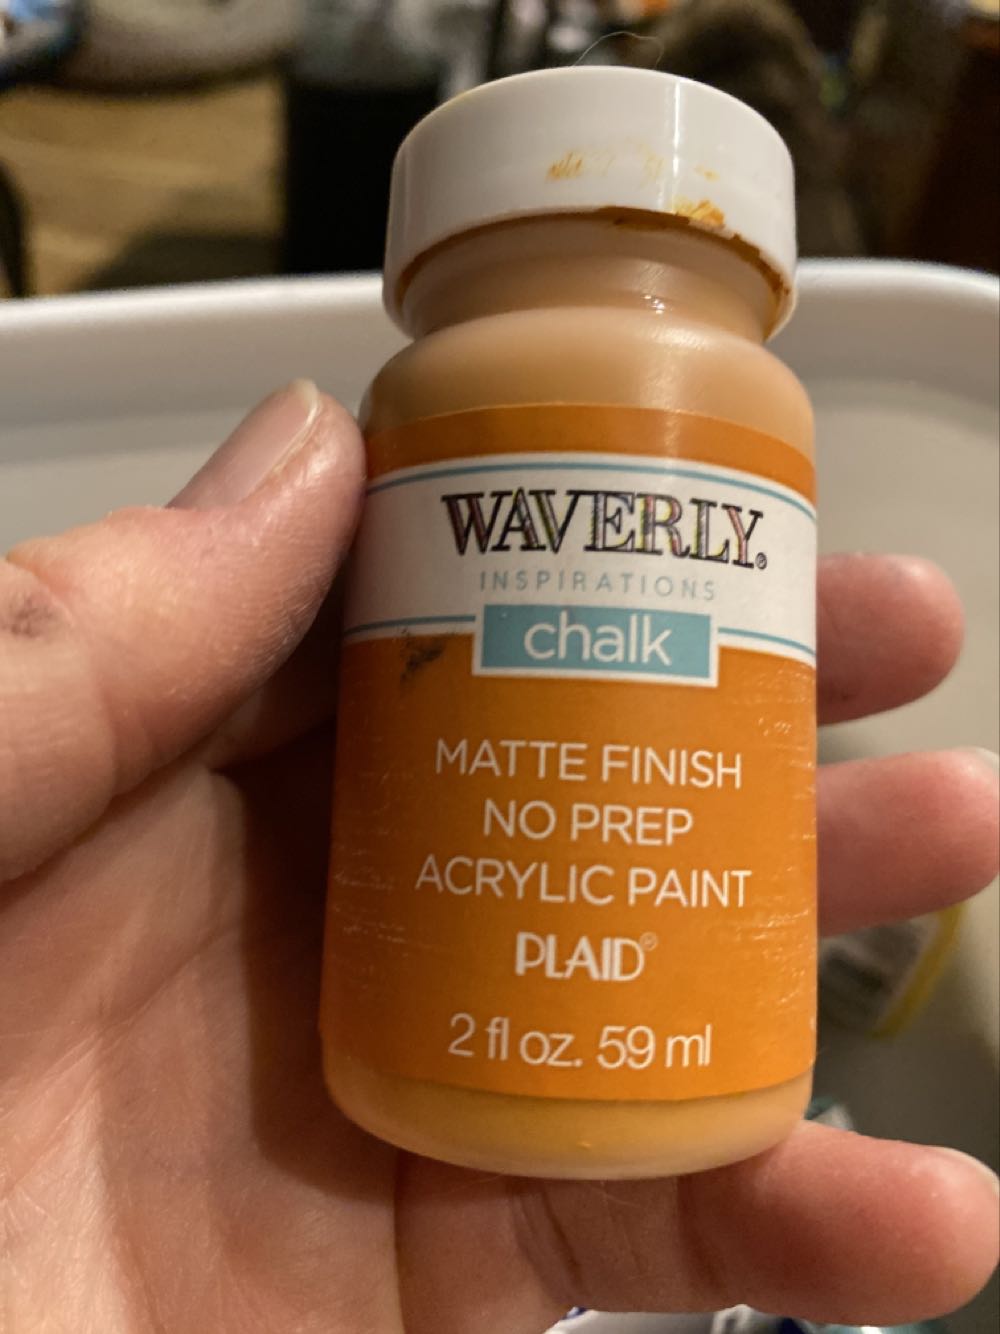 WAVERLY®
INSPIRATIONS
chalk
MATTE FINISH
NO PREP
ACRYLIC PAINT
PLAID®
2 fl oz. 59 ml